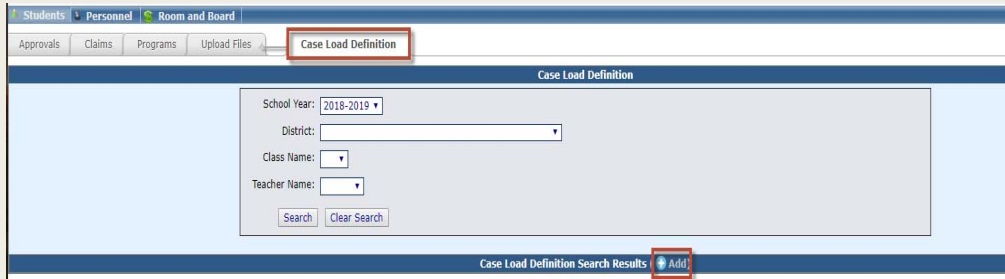 Students Personnel Room and Board
Approvals Claims Programs Upload Files Case Load Definition
Case Load Definition
School Year: 2018-2019
District:
Class Name:
Teacher Name:
Search Clear Search
Case Load Definition Search Results ( Add)